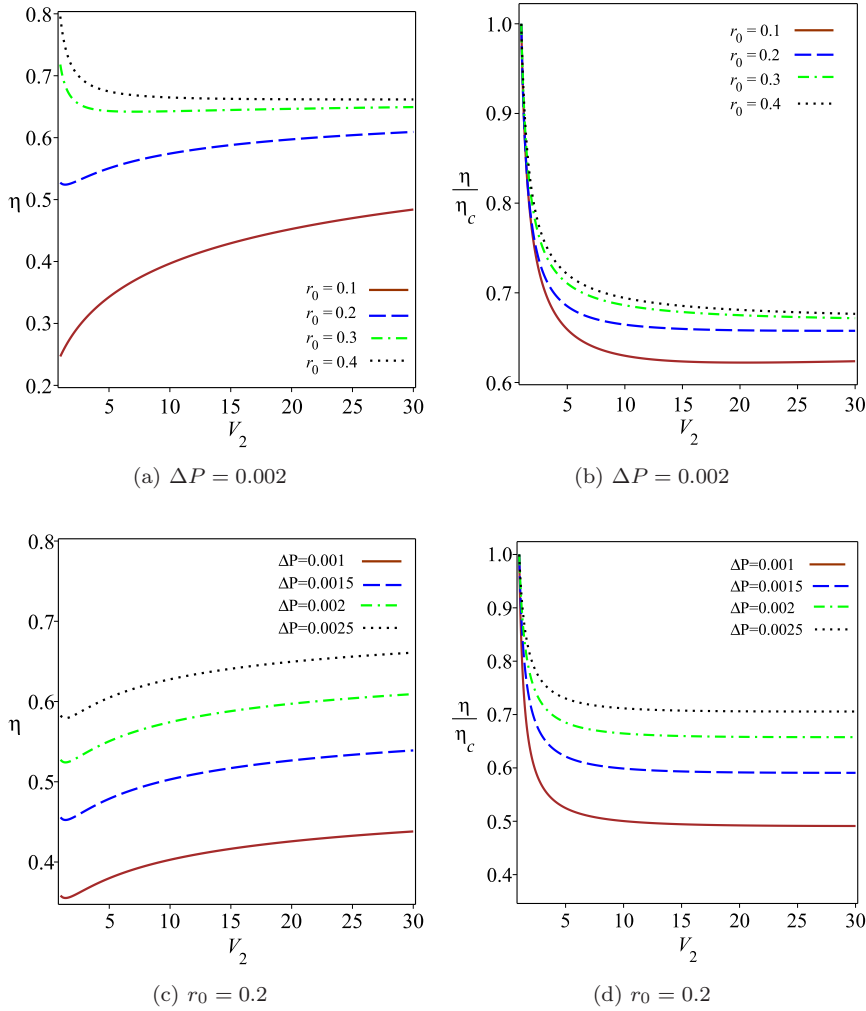 0.8
0.7
0.6
0.5
0.4
0.3
0.2
η
r₀ = 0.1
r₀ = 0.2
r₀ = 0.3
r₀ = 0.4
5 10 15 20 25 30
V₂
(a) ΔP = 0.002
1.0
0.9
0.8
0.7
0.6
η
η_c
r₀ = 0.1
r₀ = 0.2
r₀ = 0.3
r₀ = 0.4
5 10 15 20 25 30
V₂
(b) ΔP = 0.002
0.8
0.7
0.6
0.5
0.4
η
ΔP=0.001
ΔP=0.0015
ΔP=0.002
ΔP=0.0025
5 10 15 20 25 30
V₂
(c) r₀ = 0.2
1.0
0.9
0.8
0.7
0.6
0.5
0.4
η
η_c
ΔP=0.001
ΔP=0.0015
ΔP=0.002
ΔP=0.0025
5 10 15 20 25 30
V₂
(d) r₀ = 0.2